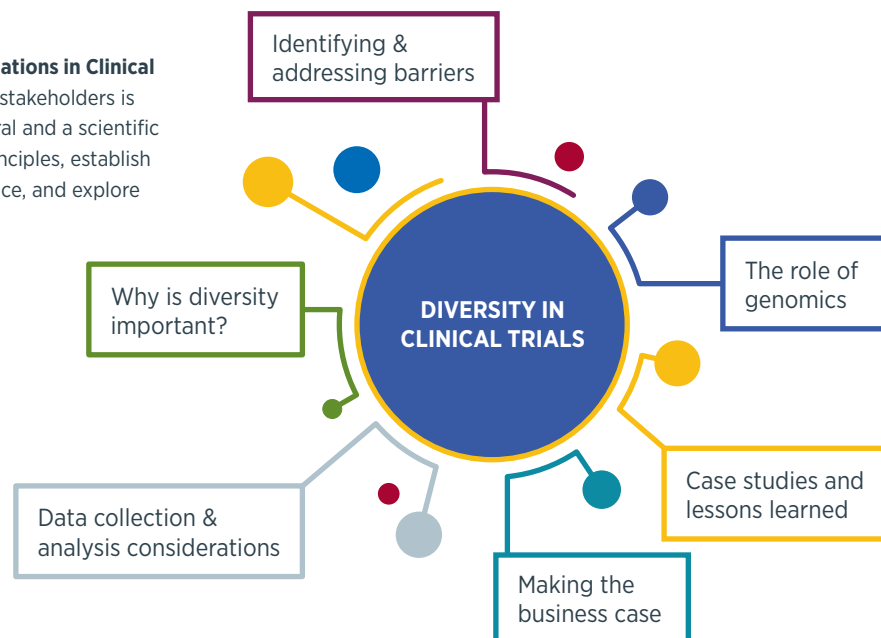 ations in Clinical
stakeholders is
ral and a scientific
nciples, establish
ce, and explore
Identifying &
addressing barriers
The role of
genomics
Why is diversity
important?
DIVERSITY IN
CLINICAL TRIALS
Case studies and
lessons learned
Data collection &
analysis considerations
Making the
business case